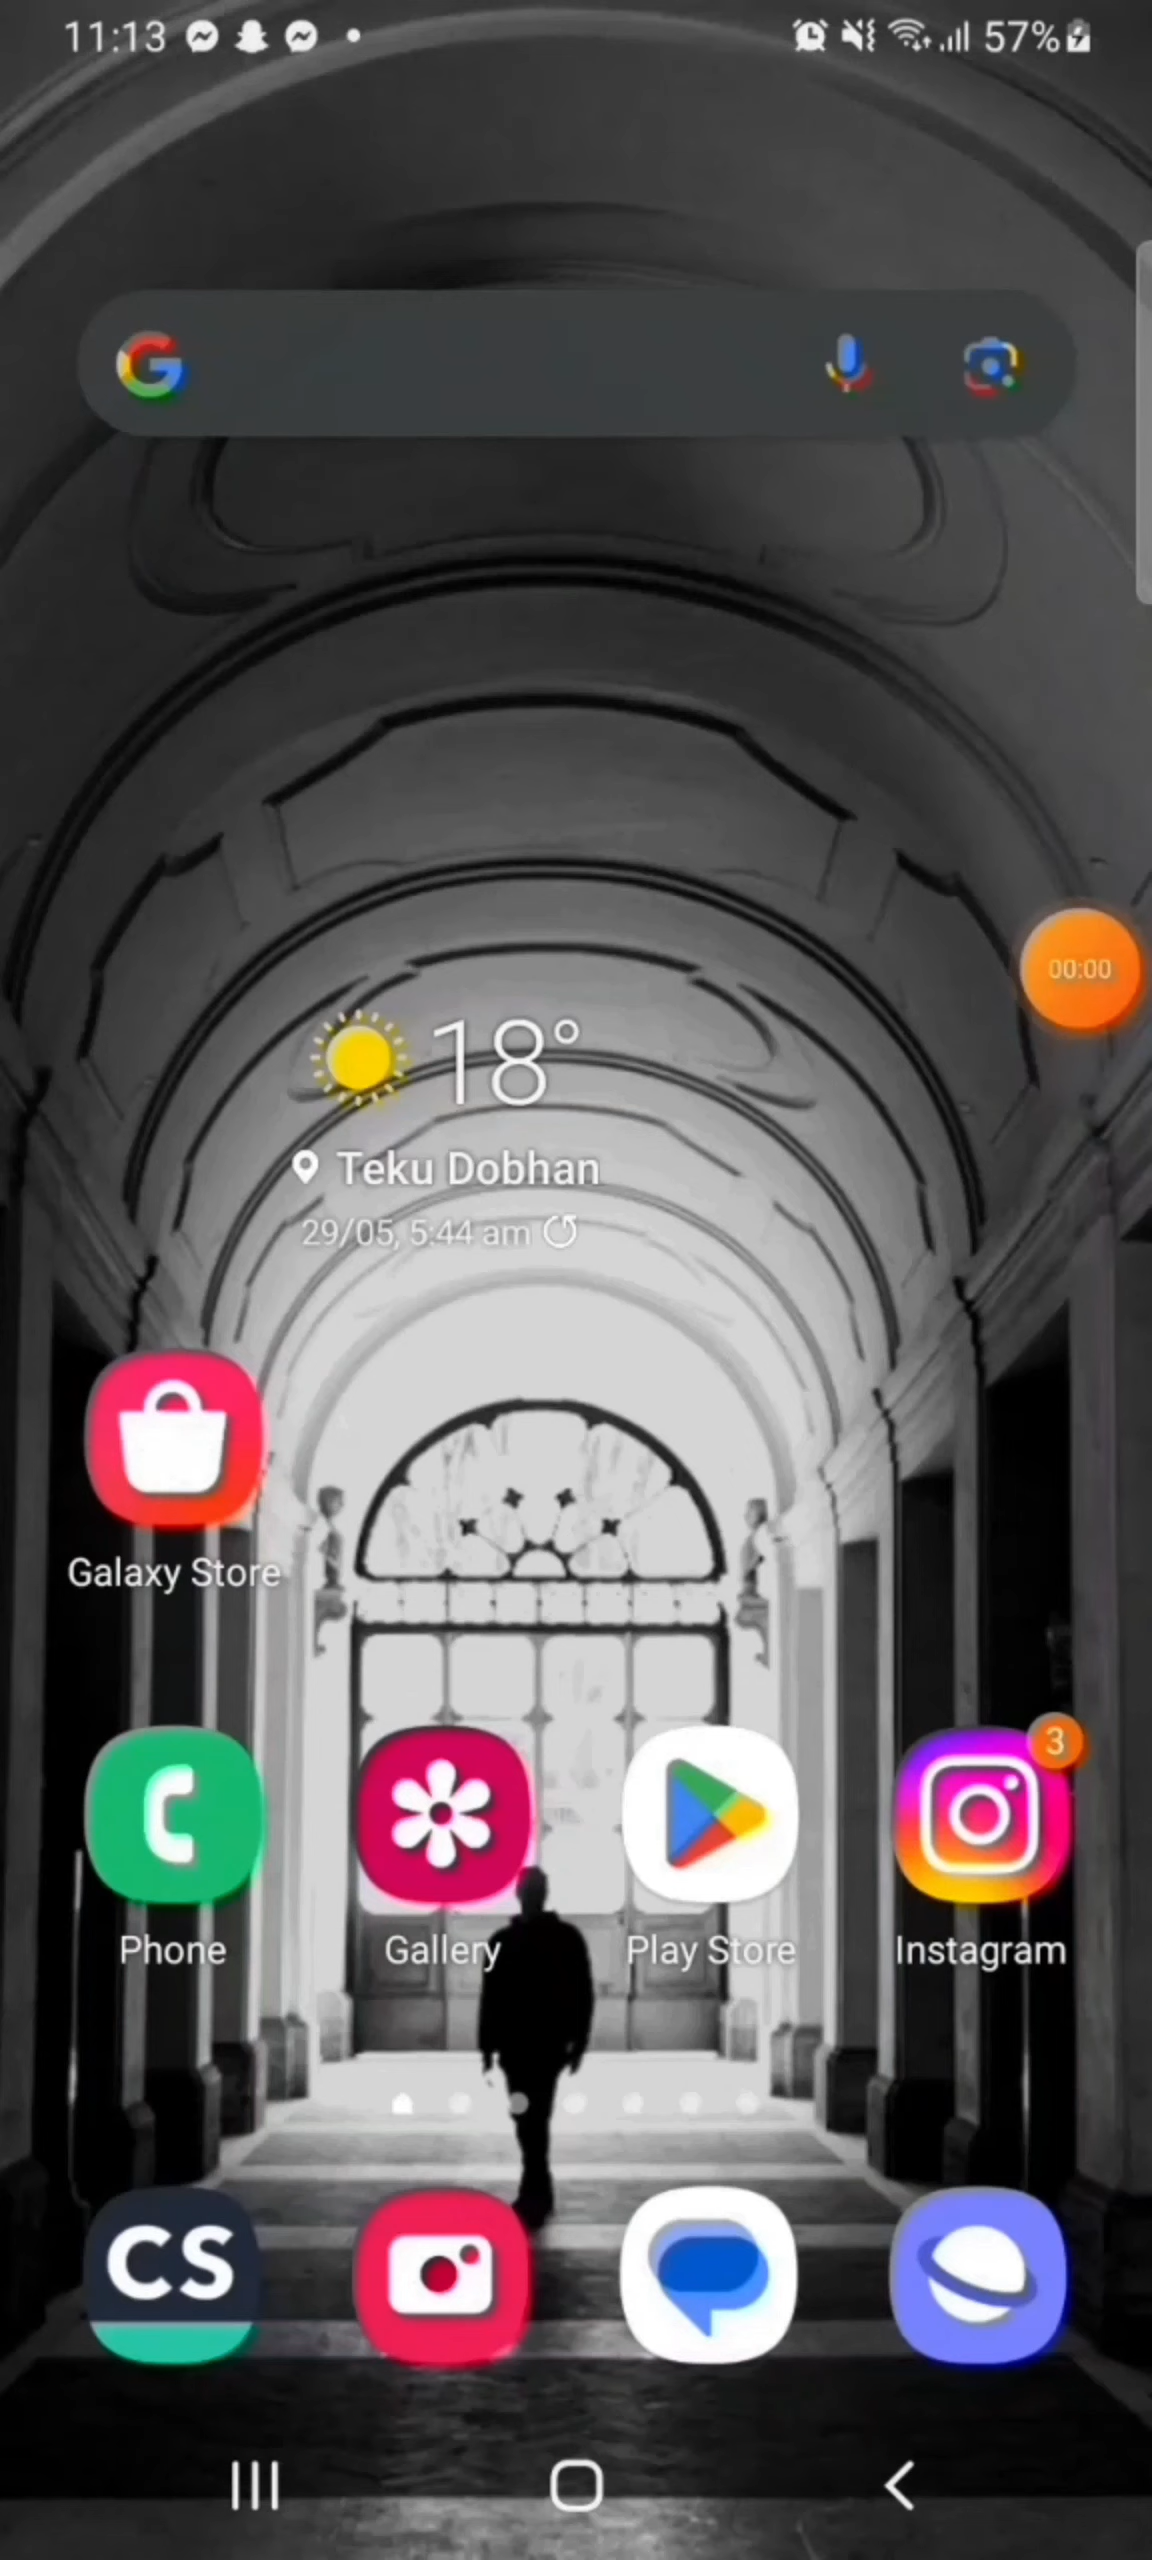 11:13 57%
00:00
18°
Teku Dobhan
29/05, 5:44 am
Galaxy Store
3
Phone Gallery Play Store Instagram
CS